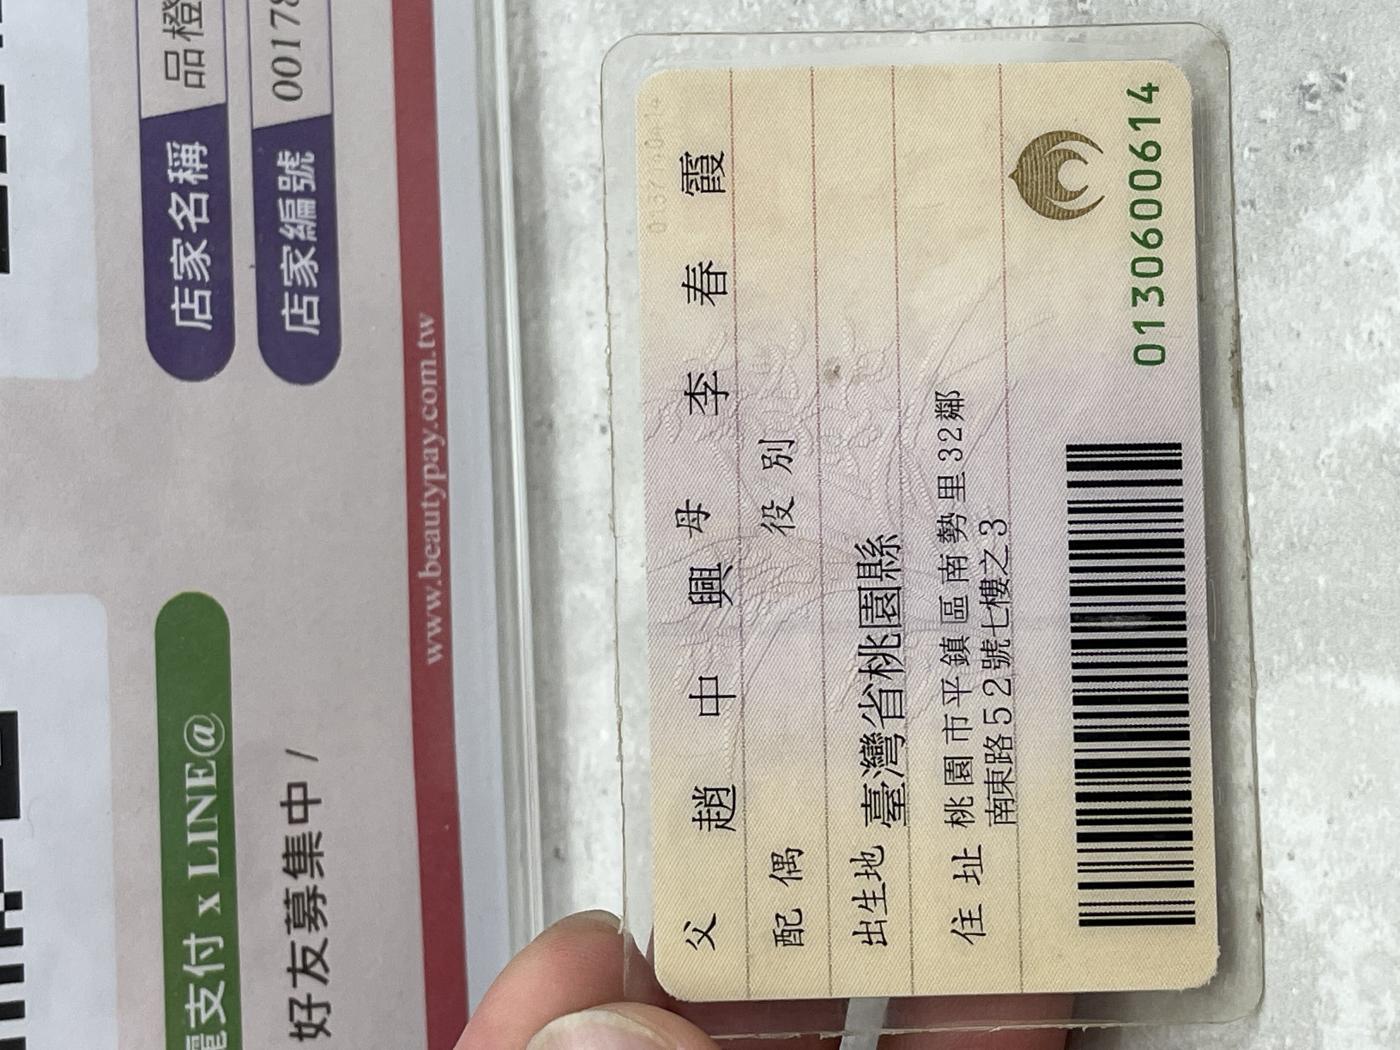 父 趙 中 興 母 李 春 霞
配 偶 役 別
出生地 臺灣省桃園縣
住 址 桃園市平鎮區南勢里32鄰
南東路52號七樓之3
0130600614
店家名稱 品橙
店家編號 00178
支付 x LINE@
好友募集中 /
www.beautypay.com.tw